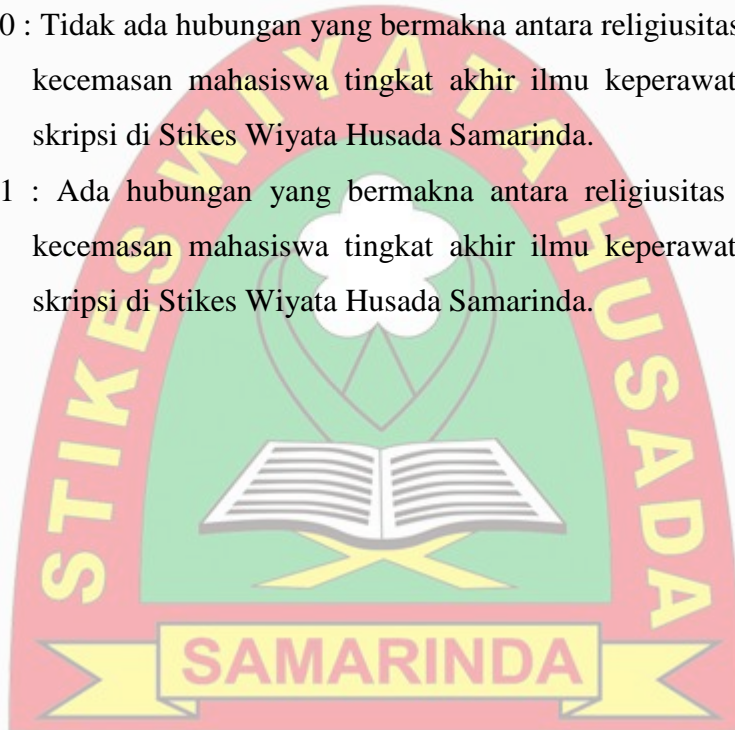 0 : Tidak ada hubungan yang bermakna antara religiusitas
kecemasan mahasiswa tingkat akhir ilmu keperawat
skripsi di Stikes Wiyata Husada Samarinda.
1 : Ada hubungan yang bermakna antara religiusitas
kecemasan mahasiswa tingkat akhir ilmu keperawat
skripsi di Stikes Wiyata Husada Samarinda.
STIKES WIYATA HUSADA
SAMARINDA